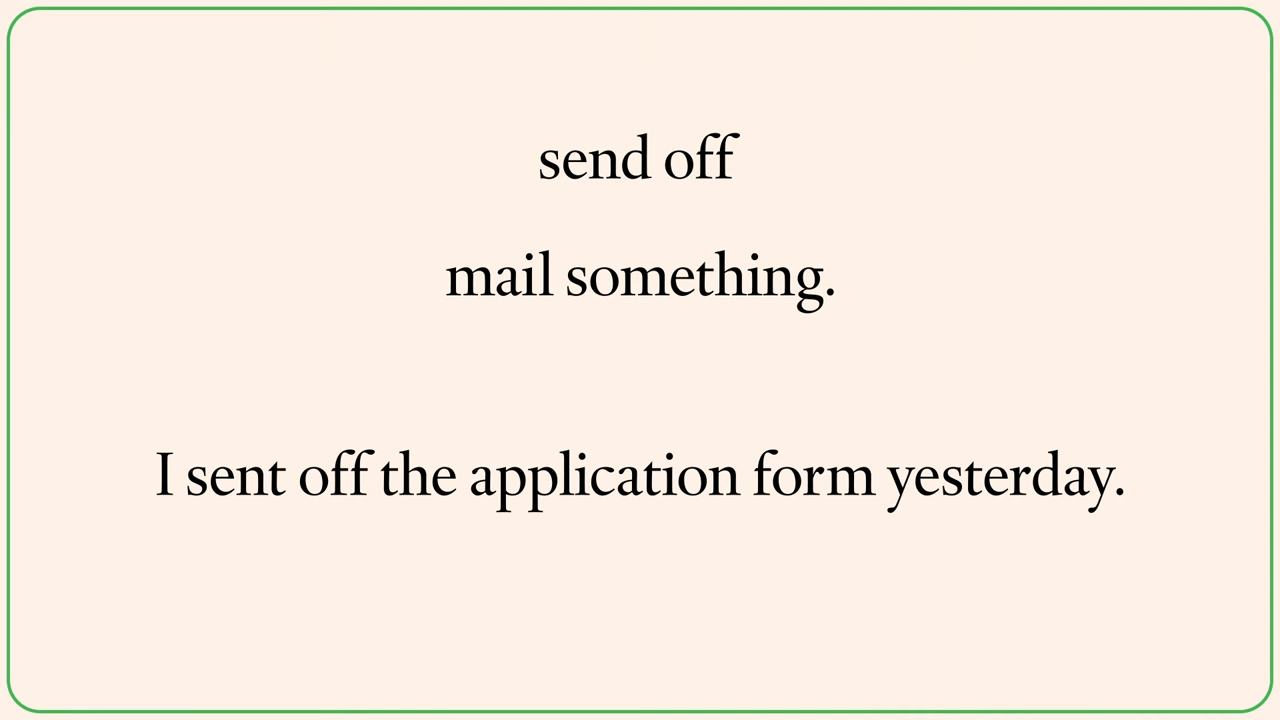 send off
mail something.
I sent off the application form yesterday.